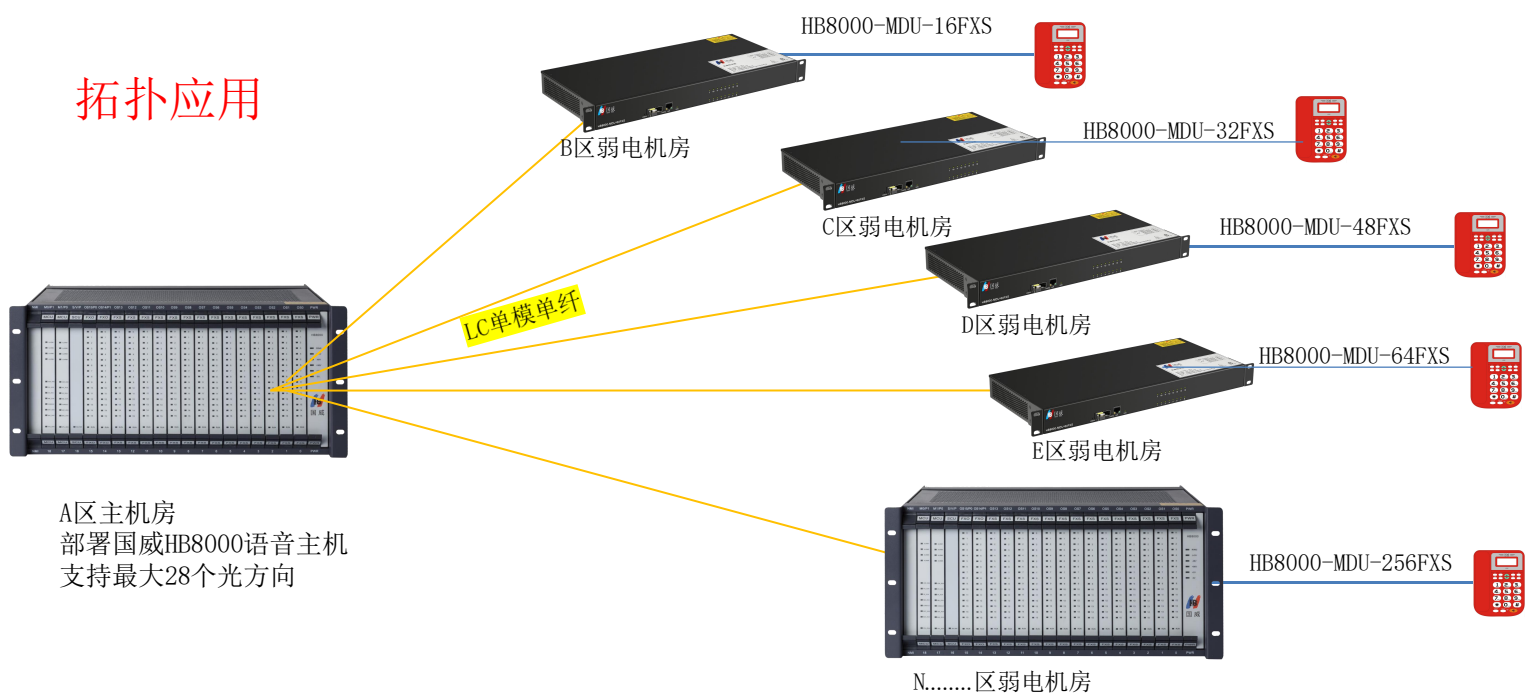 拓扑应用
HB8000-MDU-16FXS
B区弱电机房
HB8000-MDU-32FXS
C区弱电机房
HB8000-MDU-48FXS
D区弱电机房
LC单模单纤
HB8000-MDU-64FXS
E区弱电机房
A区主机房
部署国威HB8000语音主机
支持最大28个光方向
HB8000-MDU-256FXS
国威
N........区弱电机房